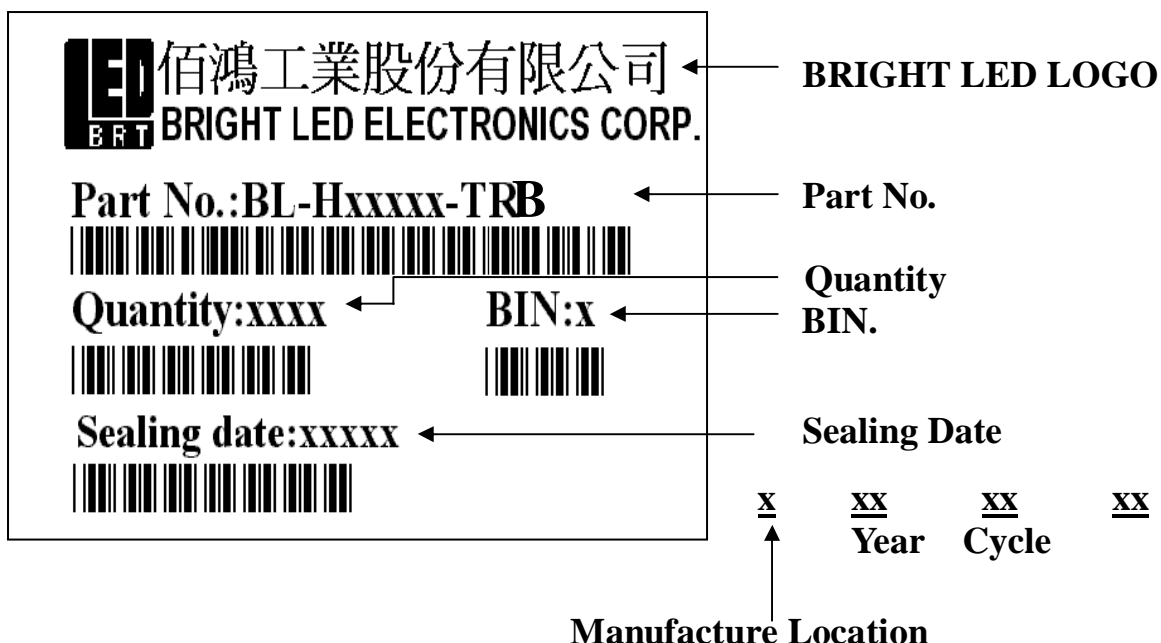 LED 佰鴻工業股份有限公司
BRT BRIGHT LED ELECTRONICS CORP.
BRIGHT LED LOGO
Part No.:BL-Hxxxxx-TRB
Part No.
Quantity:xxxx
BIN:x
Quantity
BIN.
Sealing date:xxxxx
Sealing Date
x xx xx xx
Year Cycle
Manufacture Location